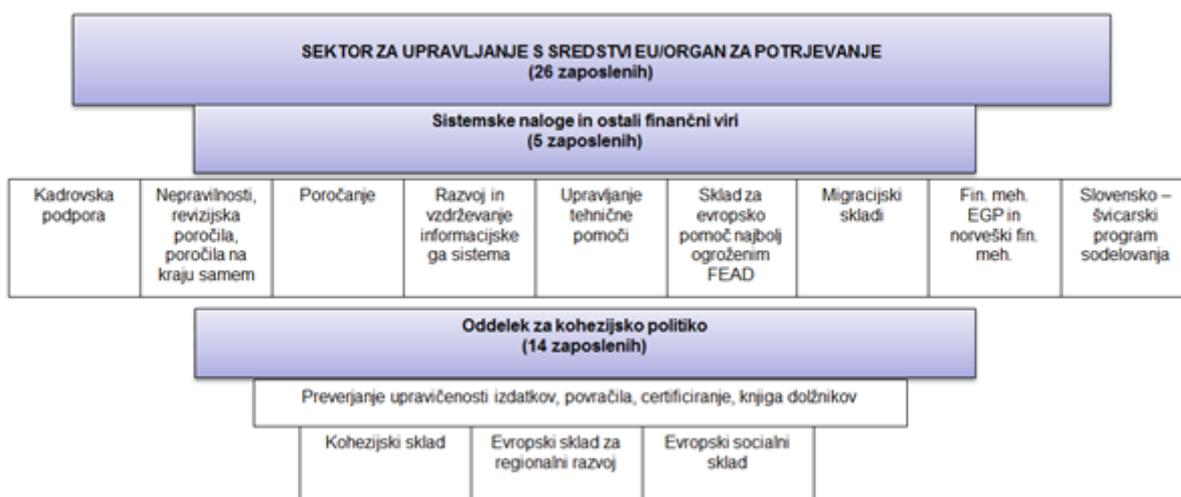 SEKTOR ZA UPRAVLJANJE S SREDSTVI EU/ORGAN ZA POTRJEVANJE
(26 zaposlenih)
Sistemske naloge in ostali finančni viri
(5 zaposlenih)
Kadrovska
podpora
Nepravilnosti,
revizijska
poročila,
poročila na
kraju samem
Poročanje
Razvoj in
vzdrževanje
informacijske
ga sistema
Upravljanje
tehnične
pomoči
Sklad za
evropsko
pomoč najbolj
ogroženim
FEAD
Migracijski
skladi
Fin. meh.
EGP in
norveški fin.
meh.
Slovensko –
švicarski
program
sodelovanja
Oddelek za kohezijsko politiko
(14 zaposlenih)
Preverjanje upravičenosti izdatkov, povračila, certificiranje, knjiga dolžnikov
Kohezijski sklad
Evropski sklad za
regionalni razvoj
Evropski socialni
sklad